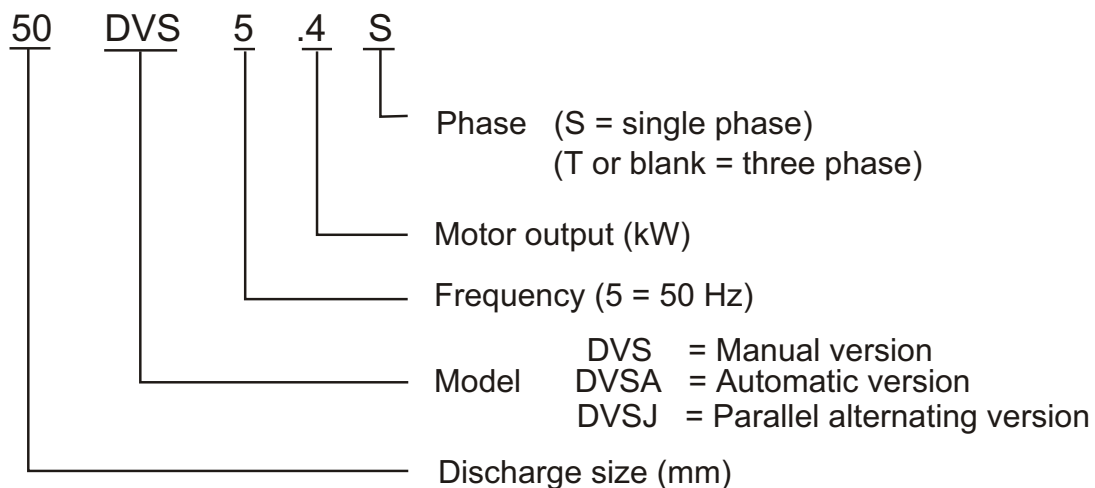 50 DVS 5 .4 S
Phase (S = single phase)
(T or blank = three phase)
Motor output (kW)
Frequency (5 = 50 Hz)
DVS = Manual version
Model DVSA = Automatic version
DVSJ = Parallel alternating version
Discharge size (mm)